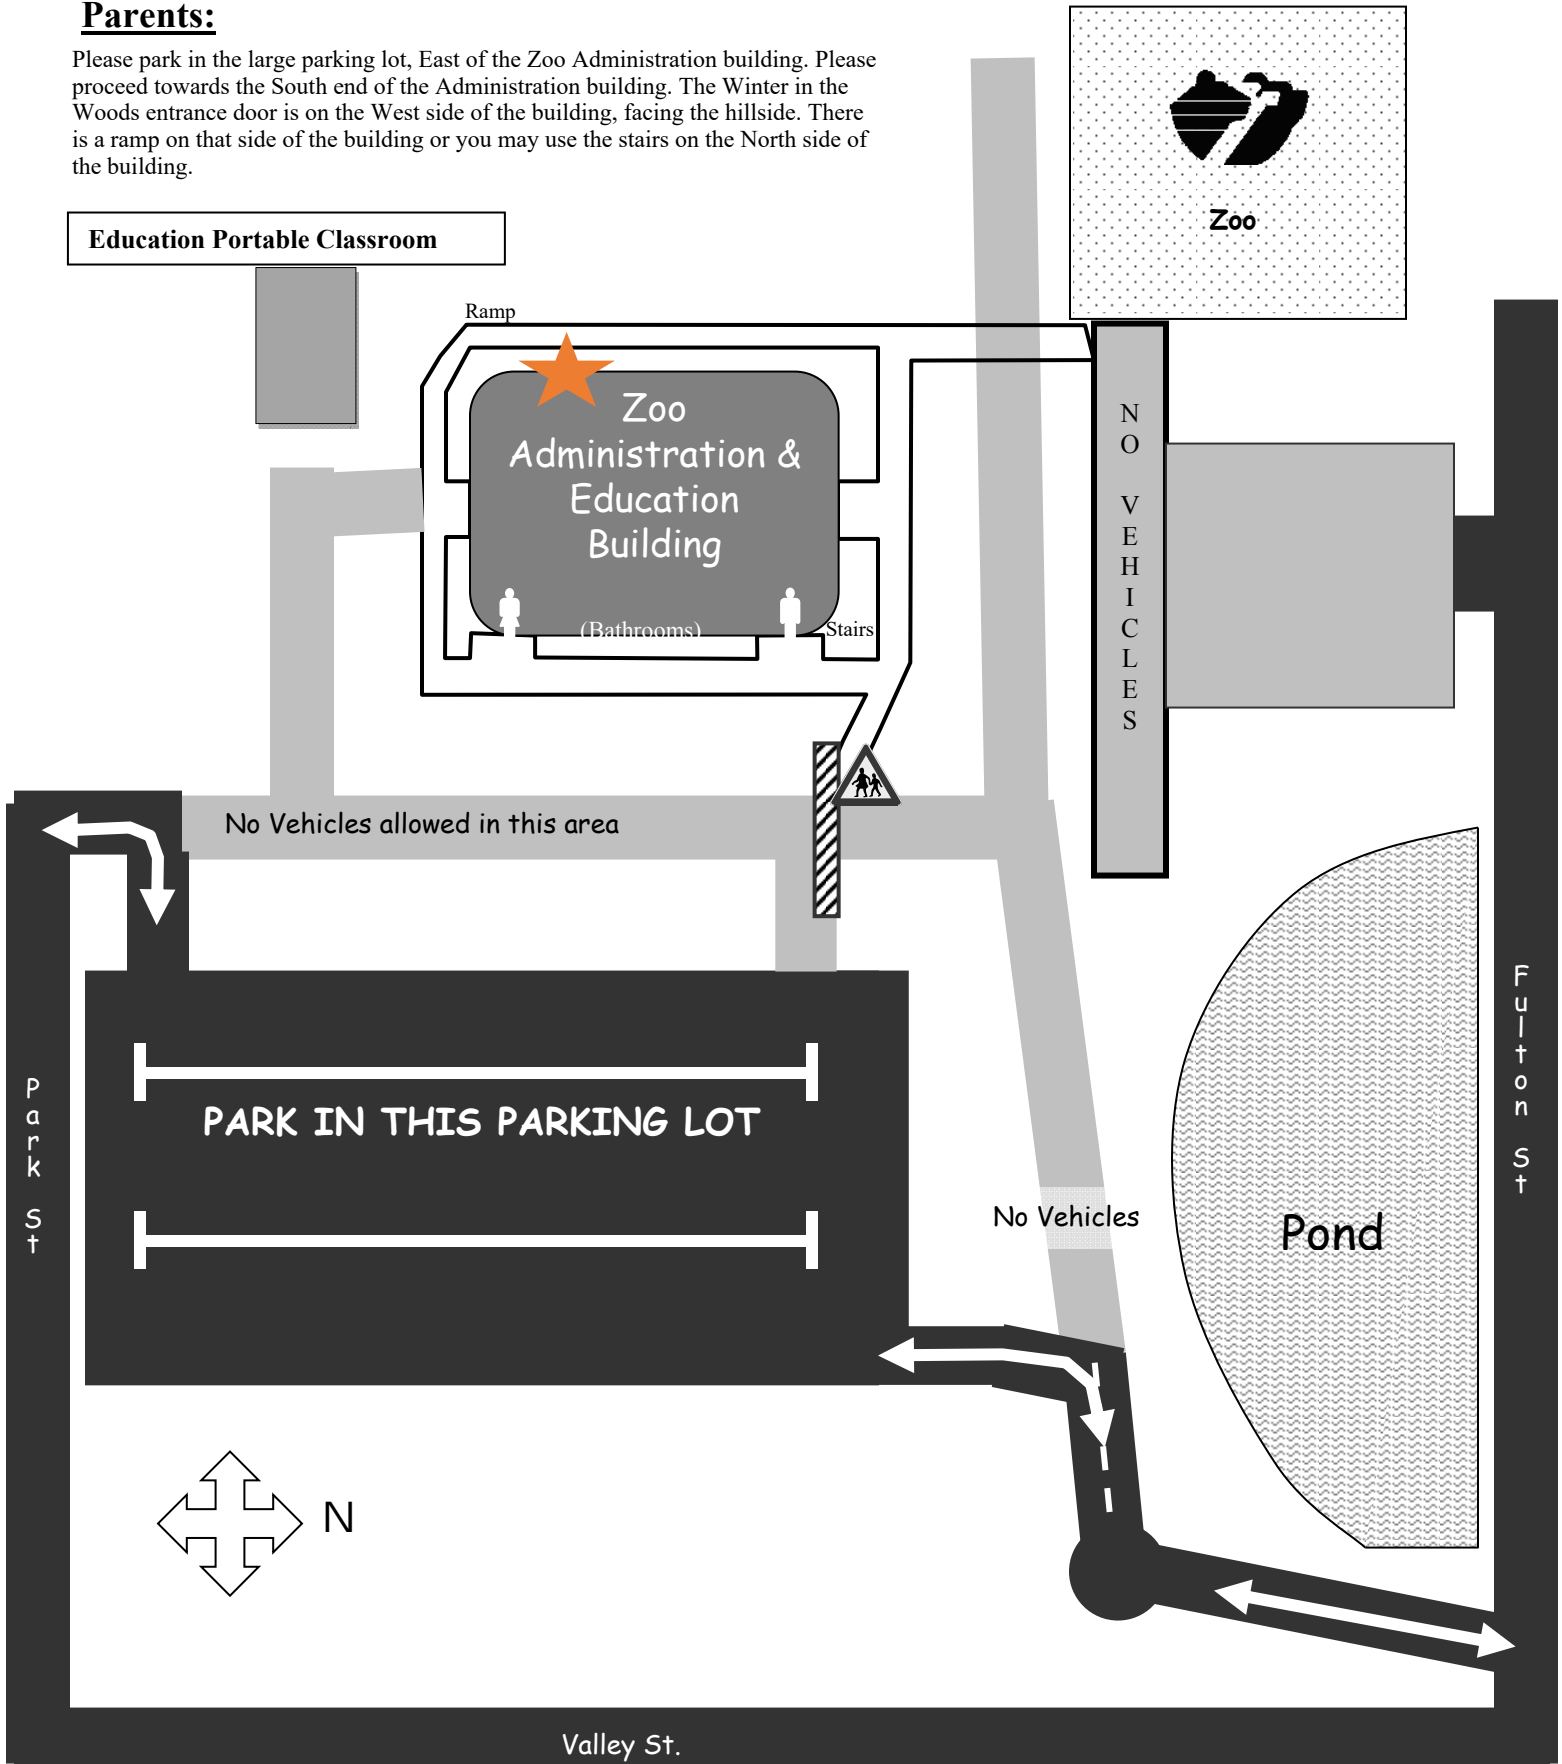 Parents:
Please park in the large parking lot, East of the Zoo Administration building. Please
proceed towards the South end of the Administration building. The Winter in the
Woods entrance door is on the West side of the building, facing the hillside. There
is a ramp on that side of the building or you may use the stairs on the North side of
the building.
Zoo
Education Portable Classroom
Ramp
Zoo
Administration &
Education
Building
(Bathrooms)
Stairs
NO VEHICLES
No Vehicles allowed in this area
Fulton St
Park St
PARK IN THIS PARKING LOT
No Vehicles
Pond
N
Valley St.